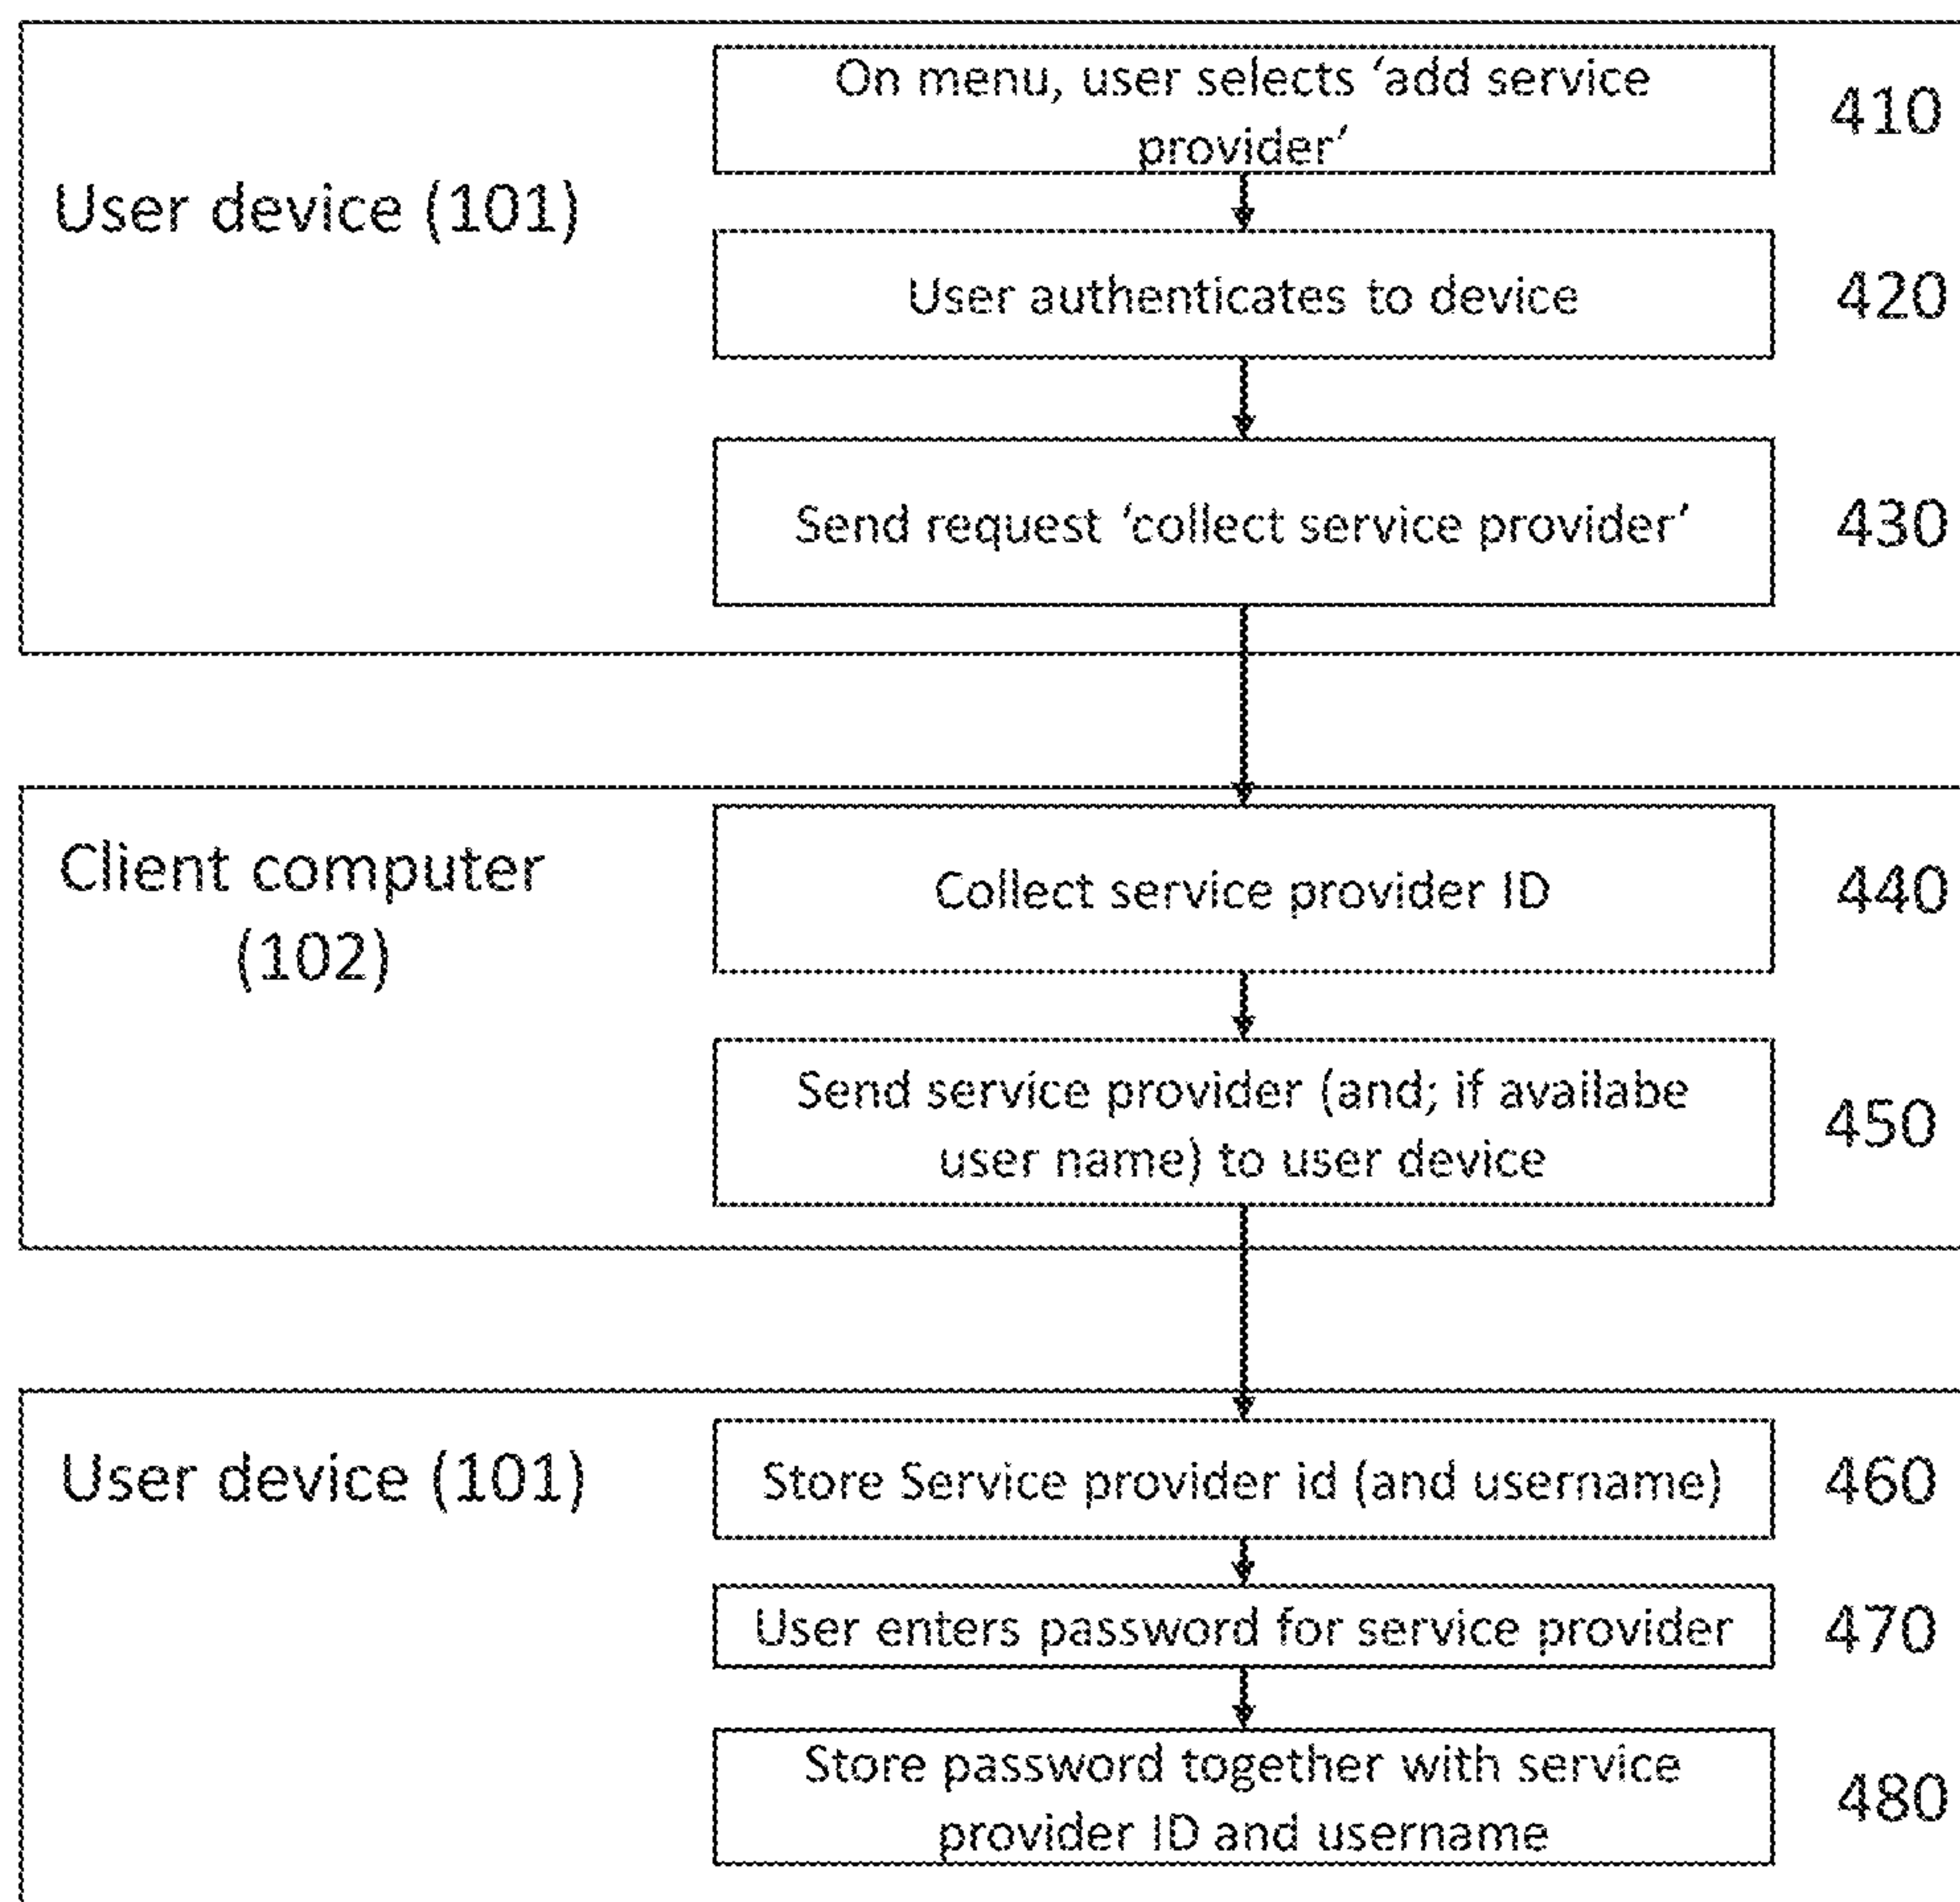 On menu, user selects ‘add service
provider’
410
User device (101)
User authenticates to device
420
Send request ‘collect service provider’
430
Client computer
(102)
Collect service provider ID
440
Send service provider (and; if availabe
user name) to user device
450
User device (101)
Store Service provider id (and username)
460
User enters password for service provider
470
Store password together with service
provider ID and username
480